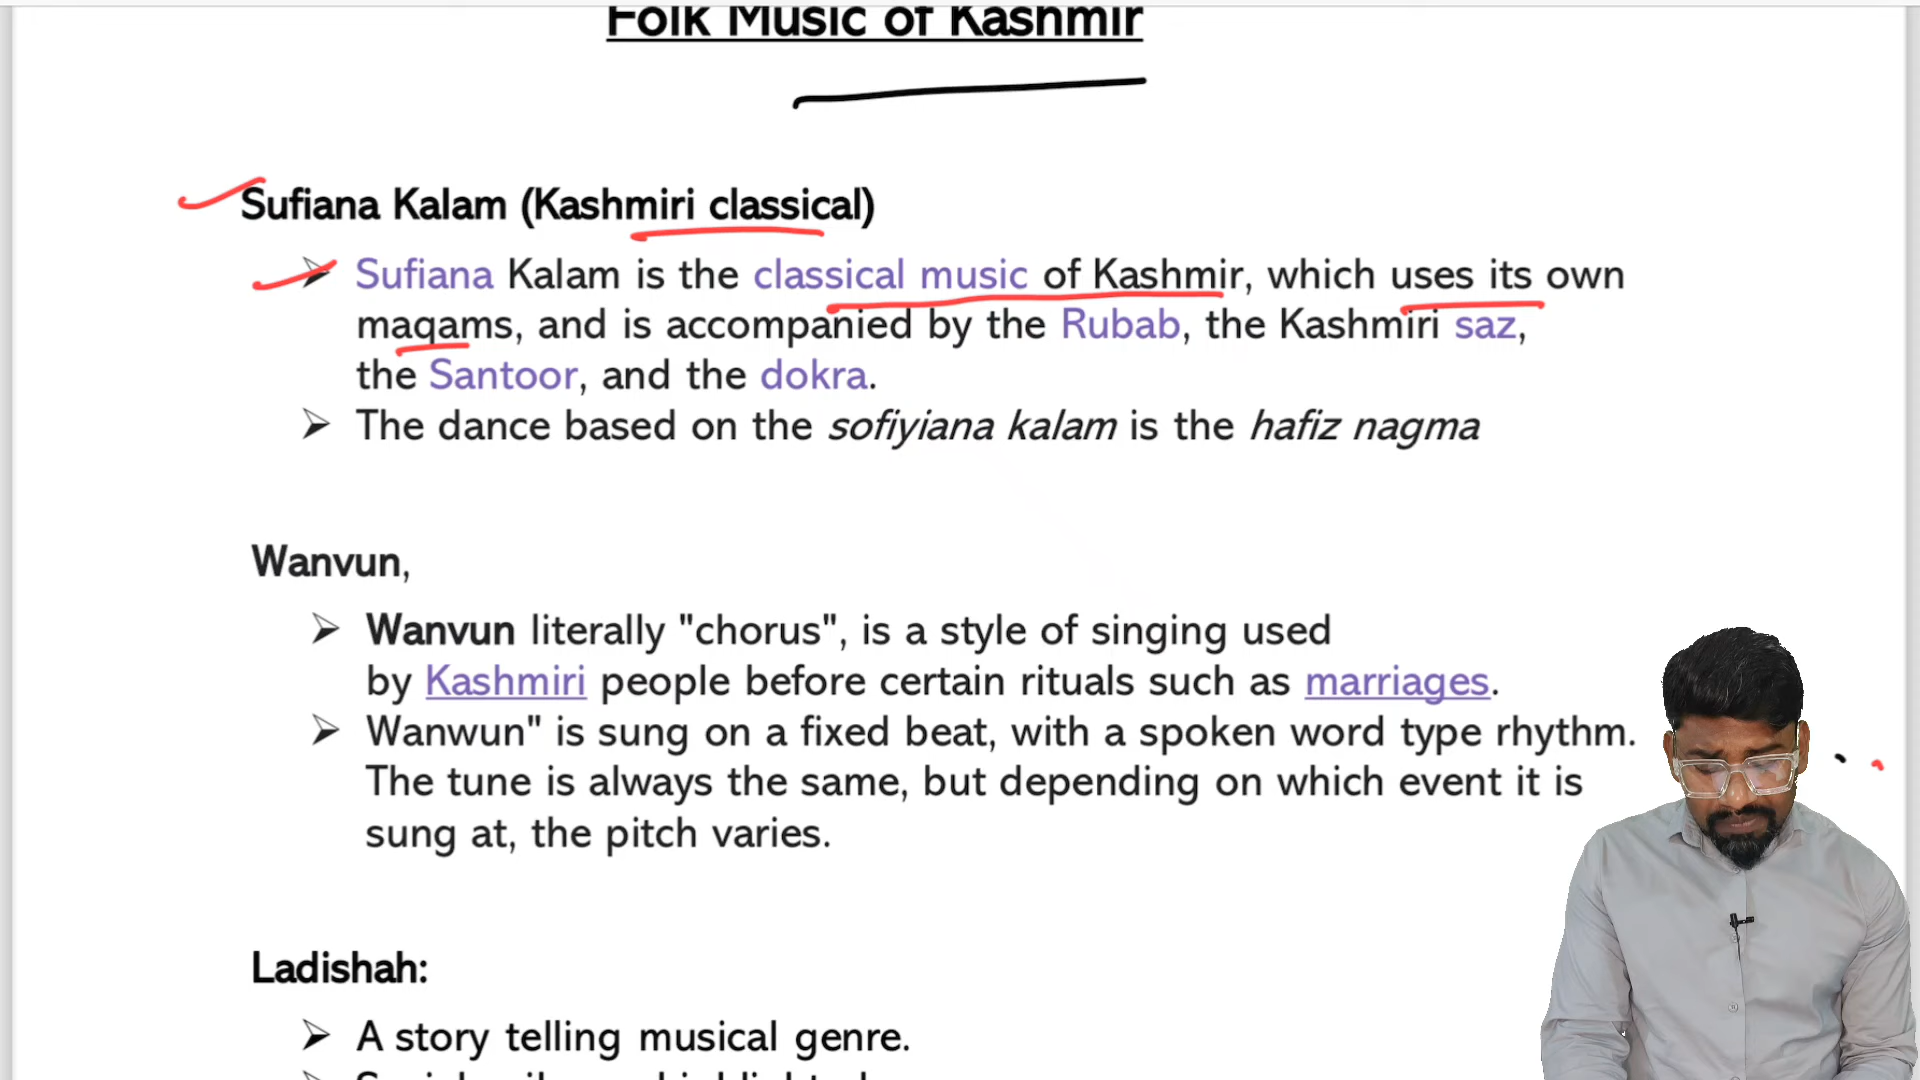 Folk Music of Kashmir
Sufiana Kalam (Kashmiri classical)
➢ Sufiana Kalam is the classical music of Kashmir, which uses its own
maqams, and is accompanied by the Rubab, the Kashmiri saz,
the Santoor, and the dokra.
➢ The dance based on the sofiyiana kalam is the hafiz nagma
Wanvun,
➢ Wanvun literally "chorus", is a style of singing used
by Kashmiri people before certain rituals such as marriages.
➢ Wanwun" is sung on a fixed beat, with a spoken word type rhythm.
The tune is always the same, but depending on which event it is
sung at, the pitch varies.
Ladishah:
➢ A story telling musical genre.